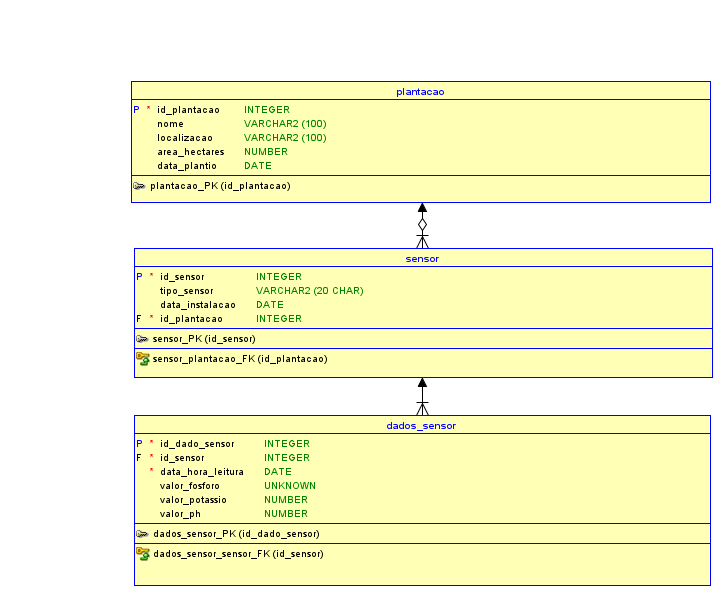 plantacao
P * id_plantacao INTEGER
nome VARCHAR2 (100)
localizacao VARCHAR2 (100)
area_hectares NUMBER
data_plantio DATE
plantacao_PK (id_plantacao)
sensor
P * id_sensor INTEGER
tipo_sensor VARCHAR2 (20 CHAR)
data_instalacao DATE
F * id_plantacao INTEGER
sensor_PK (id_sensor)
sensor_plantacao_FK (id_plantacao)
dados_sensor
P * id_dado_sensor INTEGER
F * id_sensor INTEGER
* data_hora_leitura DATE
valor_fosforo UNKNOWN
valor_potassio NUMBER
valor_ph NUMBER
dados_sensor_PK (id_dado_sensor)
dados_sensor_sensor_FK (id_sensor)